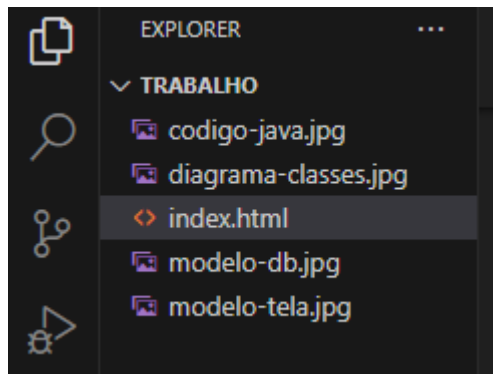 EXPLORER
TRABALHO
codigo-java.jpg
diagrama-classes.jpg
index.html
modelo-db.jpg
modelo-tela.jpg